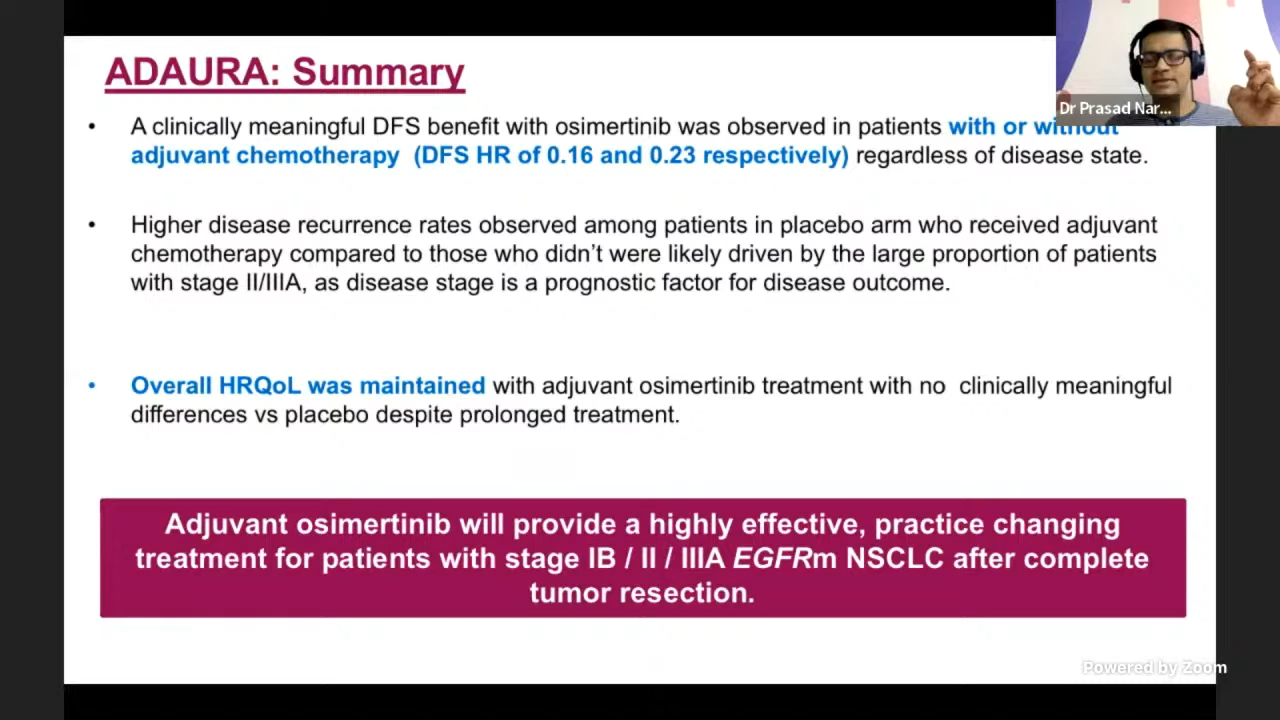 ADAURA: Summary
• A clinically meaningful DFS benefit with osimertinib was observed in patients with or without
adjuvant chemotherapy (DFS HR of 0.16 and 0.23 respectively) regardless of disease state.
• Higher disease recurrence rates observed among patients in placebo arm who received adjuvant
chemotherapy compared to those who didn’t were likely driven by the large proportion of patients
with stage II/IIIA, as disease stage is a prognostic factor for disease outcome.
• Overall HRQoL was maintained with adjuvant osimertinib treatment with no clinically meaningful
differences vs placebo despite prolonged treatment.
Adjuvant osimertinib will provide a highly effective, practice changing
treatment for patients with stage IB / II / IIIA EGFRm NSCLC after complete
tumor resection.
Dr Prasad Nar...
Powered by Zoom